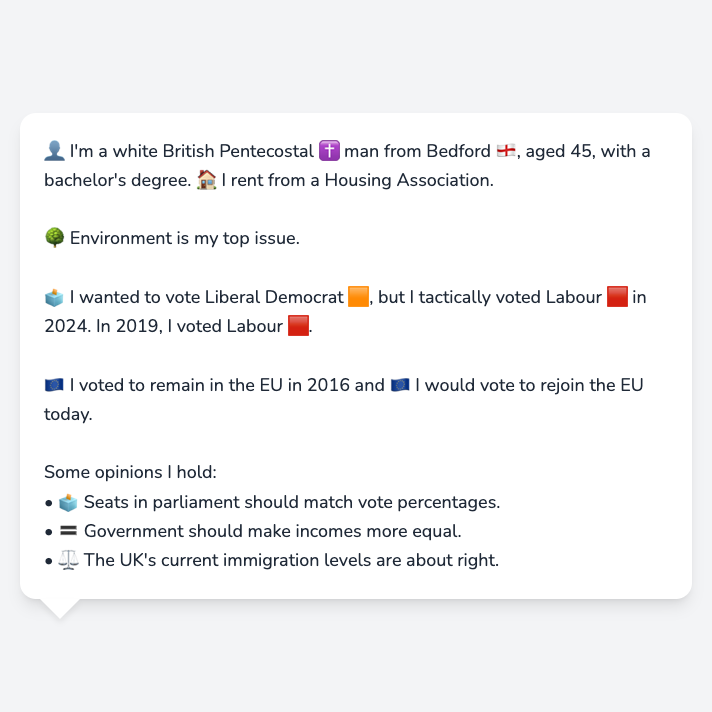 👤 I'm a white British Pentecostal ✝️ man from Bedford 🏴󠁧󠁢󠁥󠁮󠁧󠁿, aged 45, with a
bachelor's degree. 🏠 I rent from a Housing Association.
🌳 Environment is my top issue.
🗳️ I wanted to vote Liberal Democrat 🟧, but I tactically voted Labour 🟥 in
2024. In 2019, I voted Labour 🟥.
🇪🇺 I voted to remain in the EU in 2016 and 🇪🇺 I would vote to rejoin the EU
today.
Some opinions I hold:
• 🗳️ Seats in parliament should match vote percentages.
• 🟰 Government should make incomes more equal.
• ⚖️ The UK's current immigration levels are about right.